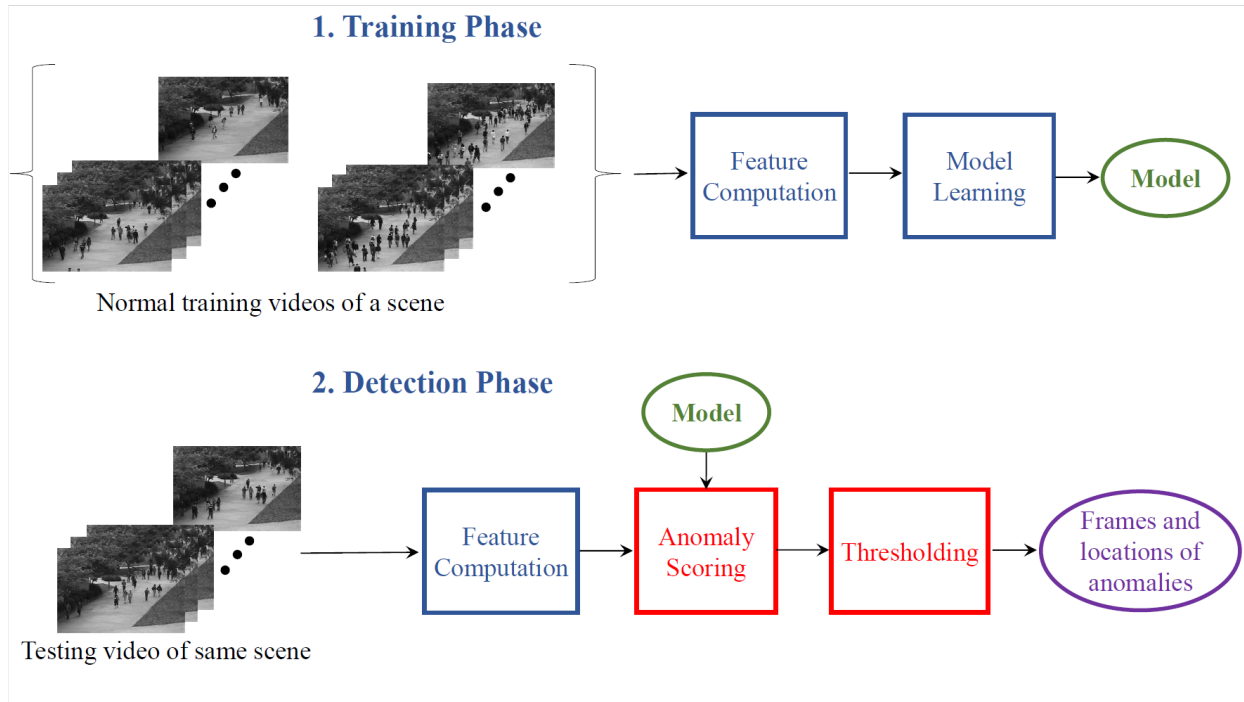 1. Training Phase
Feature
Computation
Model
Learning
Model
Normal training videos of a scene
2. Detection Phase
Model
Feature
Computation
Anomaly
Scoring
Thresholding
Frames and
locations of
anomalies
Testing video of same scene